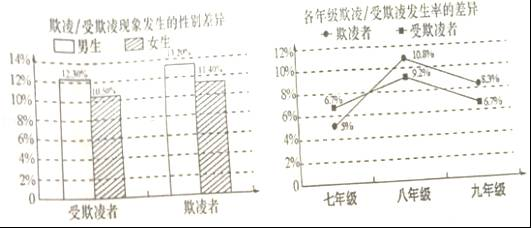 欺凌/受欺凌现象发生的性别差异
男生
女生
14%
12%
10%
8%
6%
4%
2%
0
12.30%
10.50%
13.20%
11.40%
受欺凌者
欺凌者
各年级欺凌/受欺凌发生率的差异
欺凌者
受欺凌者
12%
10%
8%
6%
4%
2%
0
6.7%
5%
10.8%
9.2%
8.3%
6.7%
七年级
八年级
九年级